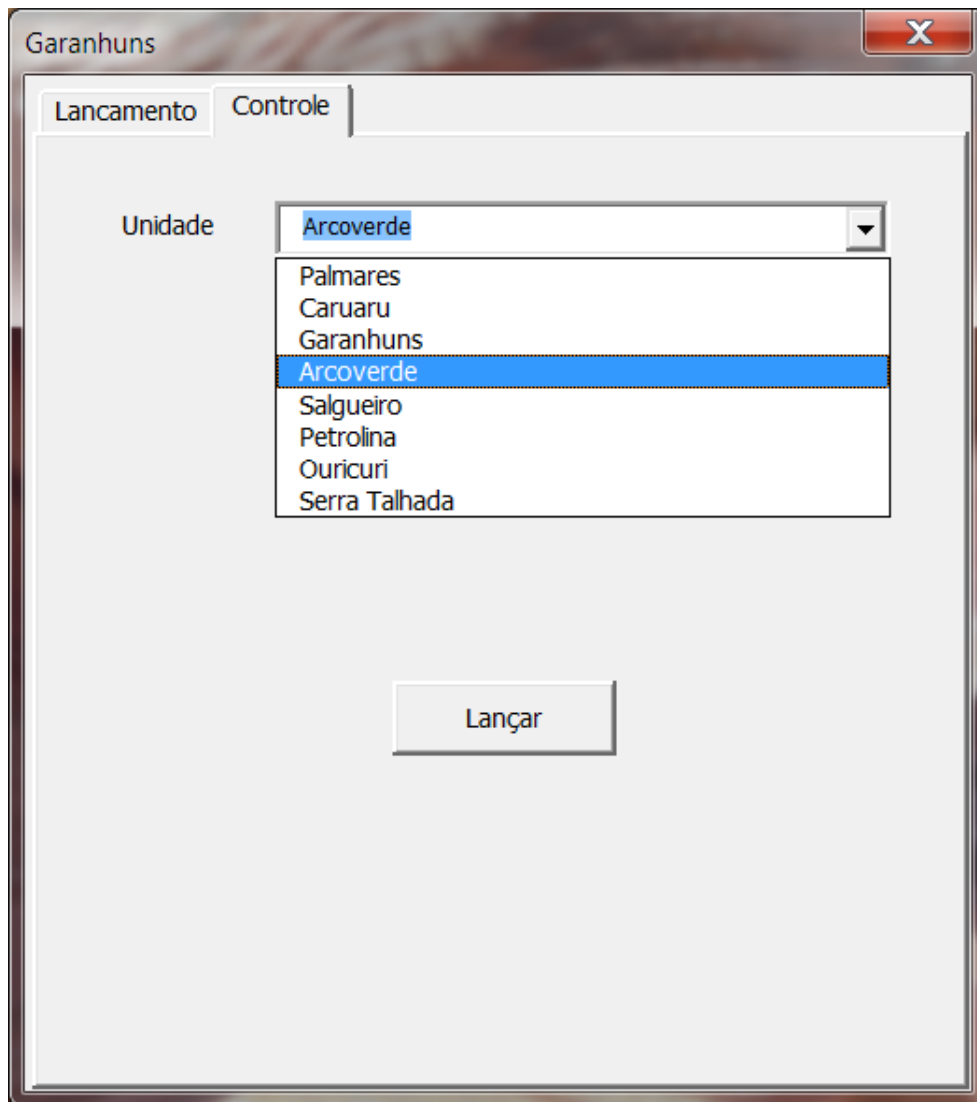 Garanhuns
Lancamento Controle
Unidade Arcoverde
Palmares
Caruaru
Garanhuns
Arcoverde
Salgueiro
Petrolina
Ouricuri
Serra Talhada
Lançar